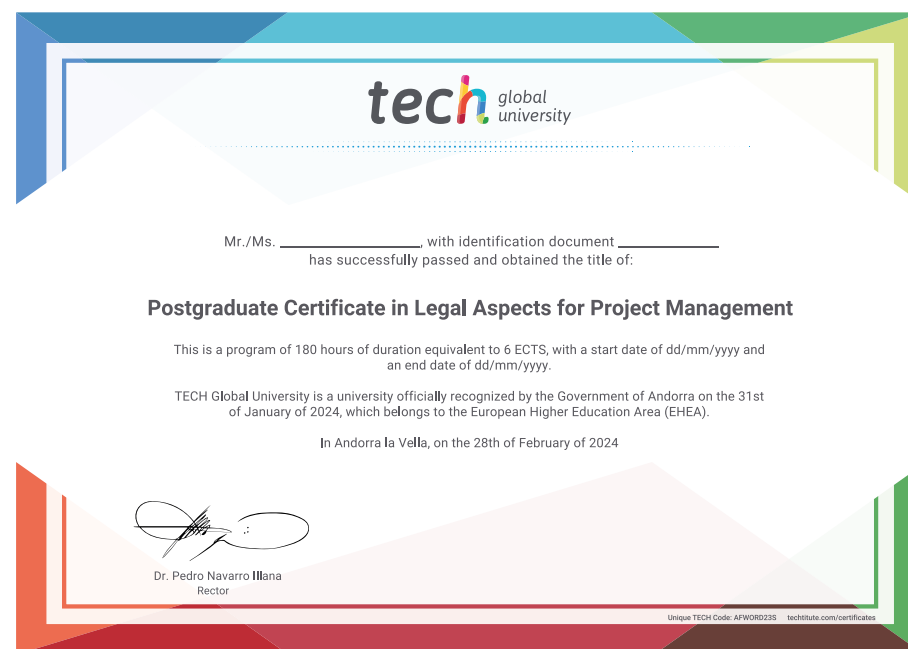 tech global
university
Mr./Ms. ____________________, with identification document ______________
has successfully passed and obtained the title of:
Postgraduate Certificate in Legal Aspects for Project Management
This is a program of 180 hours of duration equivalent to 6 ECTS, with a start date of dd/mm/yyyy and
an end date of dd/mm/yyyy.
TECH Global University is a university officially recognized by the Government of Andorra on the 31st
of January of 2024, which belongs to the European Higher Education Area (EHEA).
In Andorra la Vella, on the 28th of February of 2024
Dr. Pedro Navarro Illana
Rector
Unique TECH Code: AFWORD23S techtitute.com/certificates